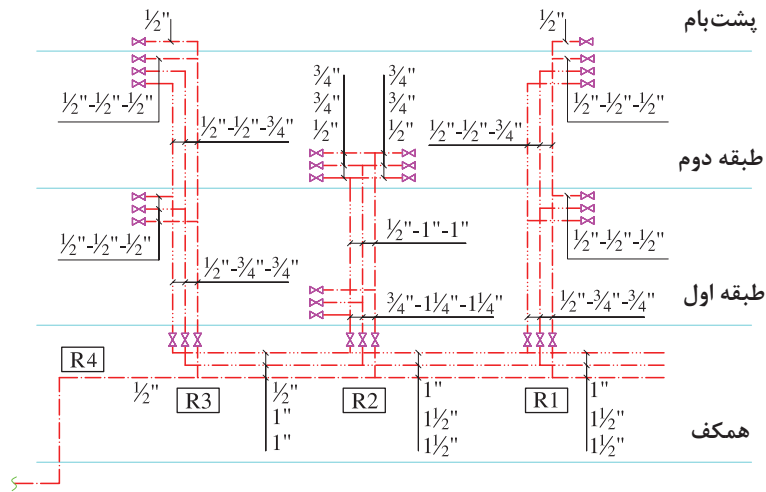 ½" ½" پشت‌بام
¾" ¾"
¾" ¾"
½" ½"
½"-½"-½" ½"-½"-½"
½"-½"-¾" ½"-½"-¾"
طبقه دوم
½"-½"-½" ½"-1"-1" ½"-½"-½"
½"-¾"-¾" ¾"-1¼"-1¼" ½"-¾"-¾"
طبقه اول
R4
½" R3 ½" R2 1" R1 1"
1" 1" 1½" 1½"
همکف
1" 1½" 1½"